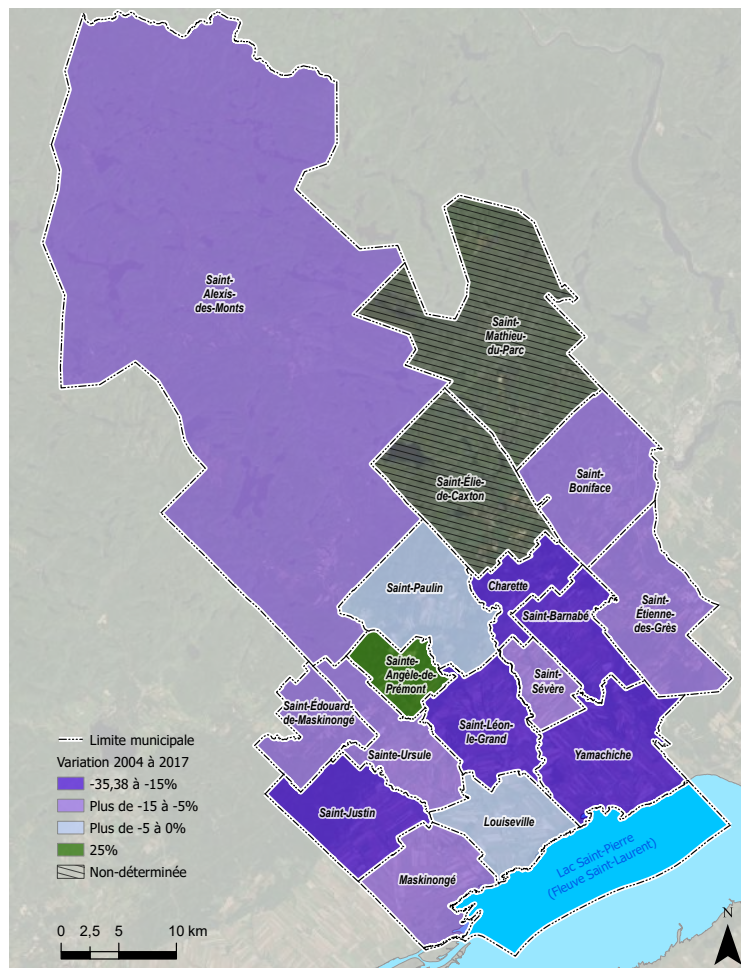 Saint-
Alexis-
des-Monts
Saint-
Mathieu-
du-Parc
Saint-Élie-
de-Caxton
Saint-
Boniface
Saint-Paulin
Charette
Saint-Barnabé
Saint-
Étienne-
des-Grès
Sainte-
Angèle-de-
Prémont
Saint-
Sévère
Saint-Édouard-
de-Maskinongé
Sainte-Ursule
Saint-Léon-
le-Grand
Yamachiche
Saint-Justin
Louiseville
Maskinongé
Lac Saint-Pierre
(Fleuve Saint-Laurent)
Limite municipale
Variation 2004 à 2017
-35,38 à -15%
Plus de -15 à -5%
Plus de -5 à 0%
25%
Non-déterminée
0 2,5 5 10 km
N